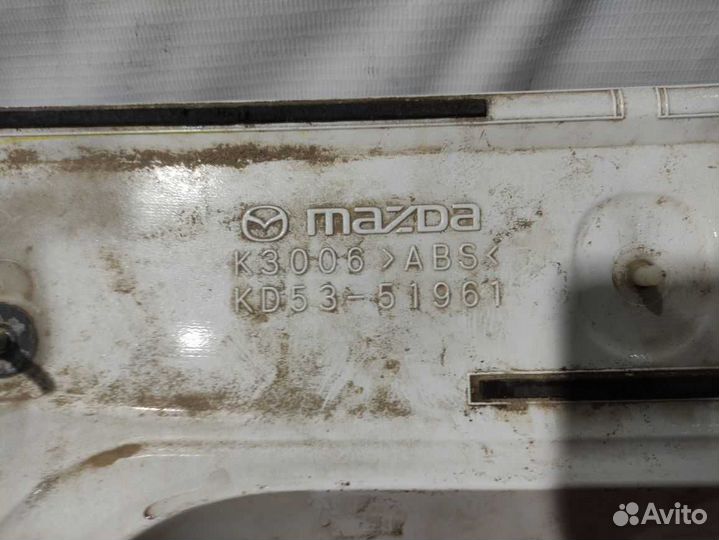 mazda
K3006 >ABS<
KD53-51961
Avito